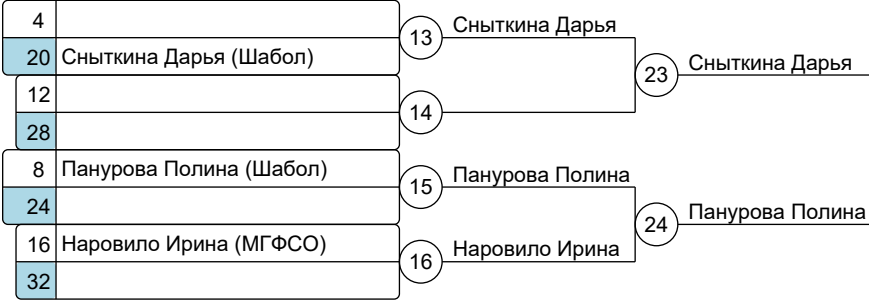 4
13
Сныткина Дарья
20 Сныткина Дарья (Шабол)
23
Сныткина Дарья
12
14
28
8 Панурова Полина (Шабол)
15
Панурова Полина
24
24
Панурова Полина
16 Наровило Ирина (МГФСО)
16
Наровило Ирина
32